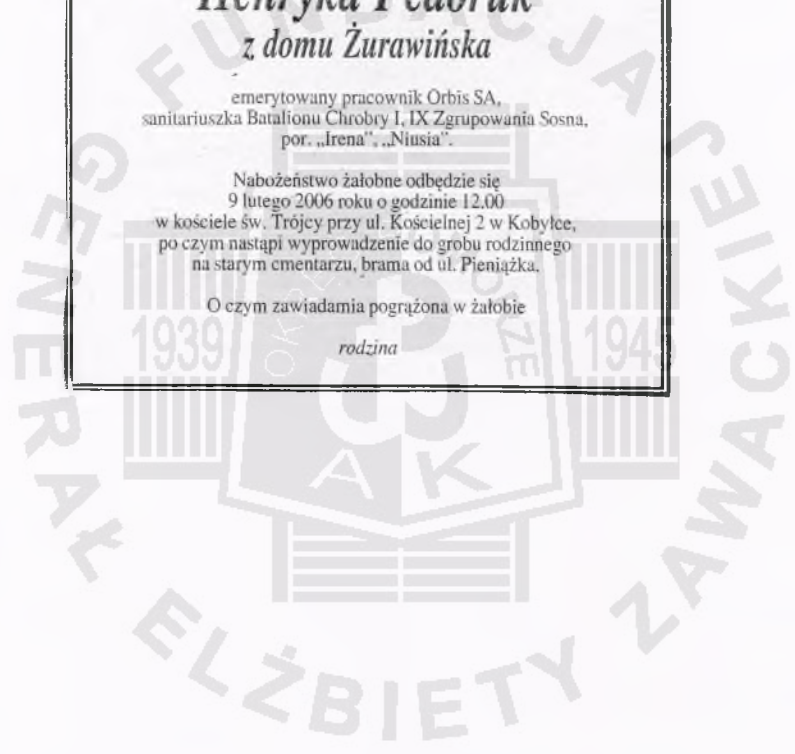 z domu Żurawińska
emerytowany pracownik Orbis SA,
sanitariuszka Batalionu Chrobry I, IX Zgrupowania Sosna,
por. „Irena”, „Niusia”.
Nabożeństwo żałobne odbędzie się
9 lutego 2006 roku o godzinie 12.00
w kościele św. Trójcy przy ul. Kościelnej 2 w Kobyłce,
po czym nastąpi wyprowadzenie do grobu rodzinnego
na starym cmentarzu, brama od ul. Pieniążka.
O czym zawiadamia pogrążona w żałobie
rodzina
FUNDACJA GENERAŁ ELŻBIETY ZAWACKIEJ
1939
1945
AK